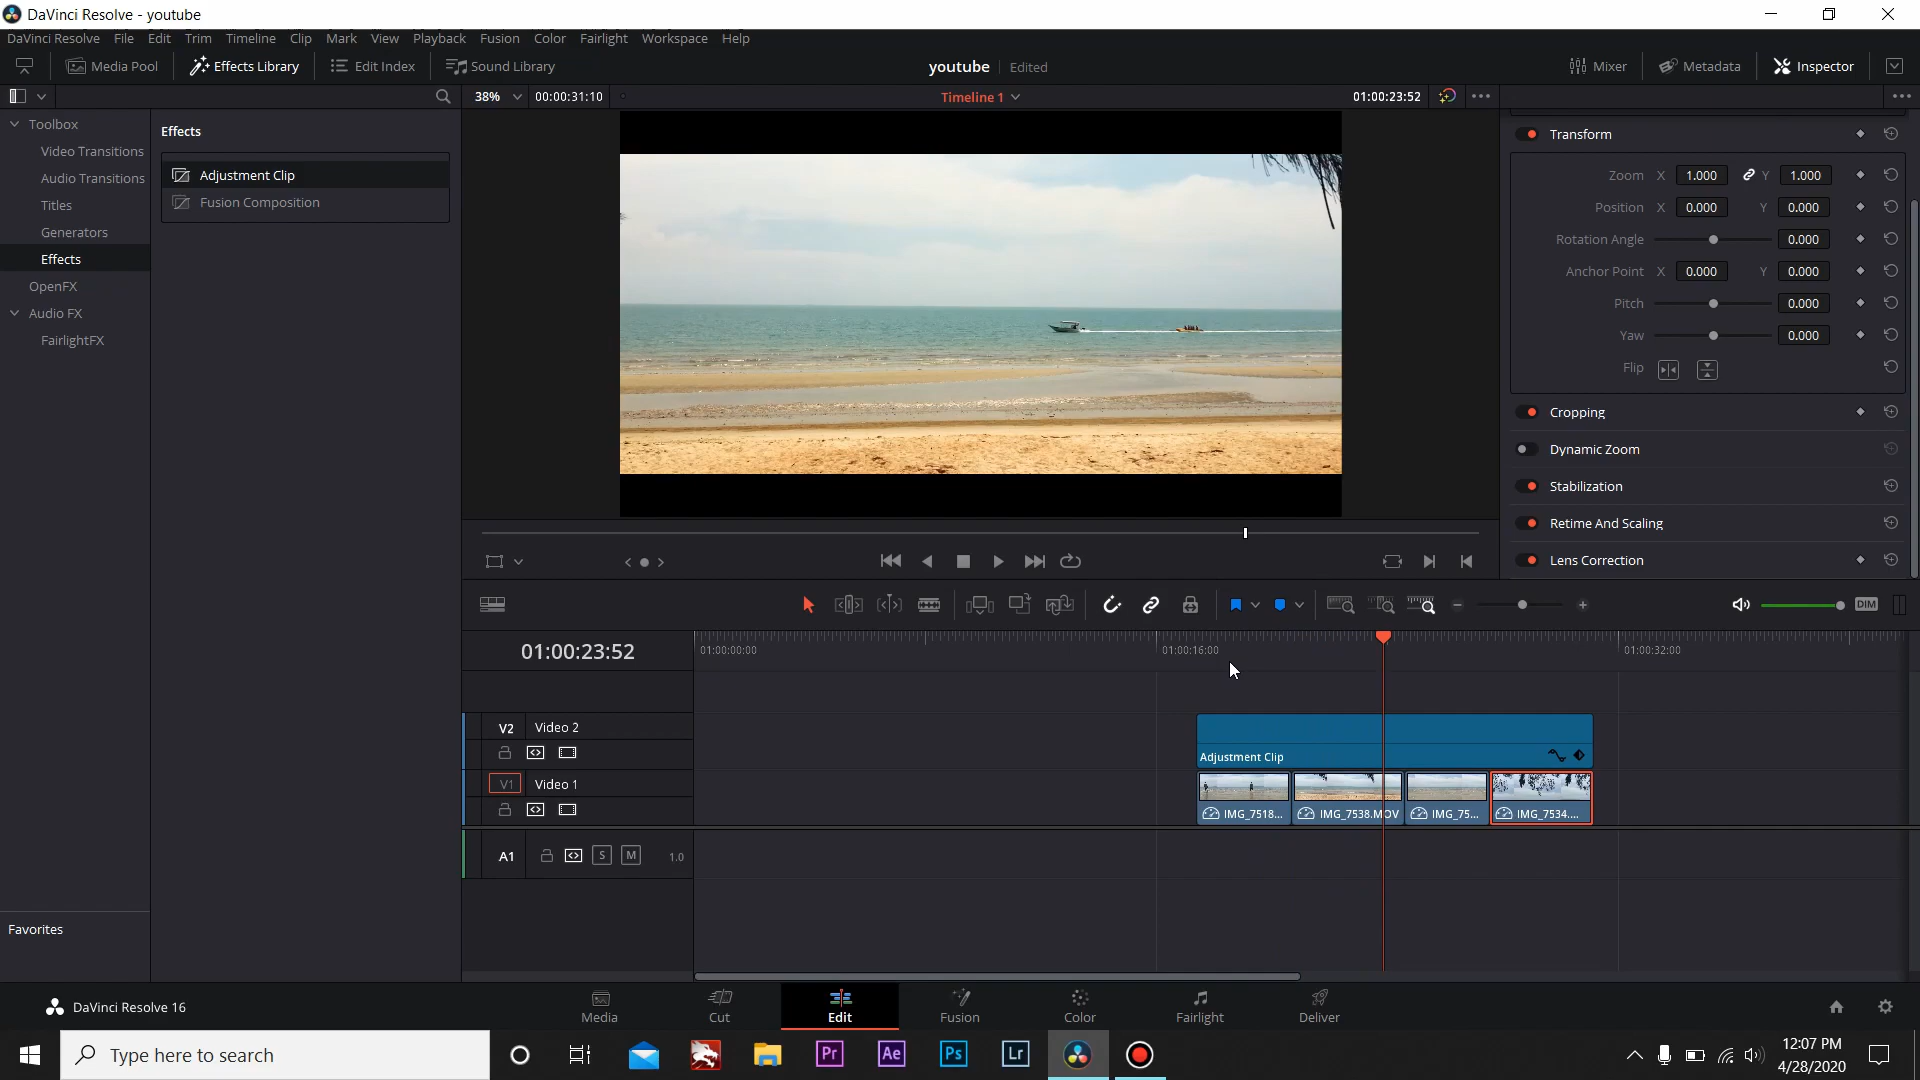 DaVinci Resolve - youtube
DaVinci Resolve File Edit Trim Timeline Clip Mark View Playback Fusion Color Fairlight Workspace Help
Media Pool Effects Library Edit Index Sound Library youtube Edited Mixer Metadata Inspector
38% 00:00:31:10 Timeline 1 01:00:23:52
Toolbox
Video Transitions
Audio Transitions
Titles
Generators
Effects
OpenFX
Audio FX
FairlightFX
Favorites
Effects
Adjustment Clip
Fusion Composition
Transform
Zoom X 1.000 Y 1.000
Position X 0.000 Y 0.000
Rotation Angle 0.000
Anchor Point X 0.000 Y 0.000
Pitch 0.000
Yaw 0.000
Flip
Cropping
Dynamic Zoom
Stabilization
Retime And Scaling
Lens Correction
DIM
01:00:23:52 01:00:00:00 01:00:16:00 01:00:32:00
V2 Video 2
Adjustment Clip
V1 Video 1
IMG_7518... IMG_7538.MOV IMG_75... IMG_7534....
A1 S M 1.0
DaVinci Resolve 16 Media Cut Edit Fusion Color Fairlight Deliver
Type here to search Pr Ae Ps Lr
12:07 PM
4/28/2020